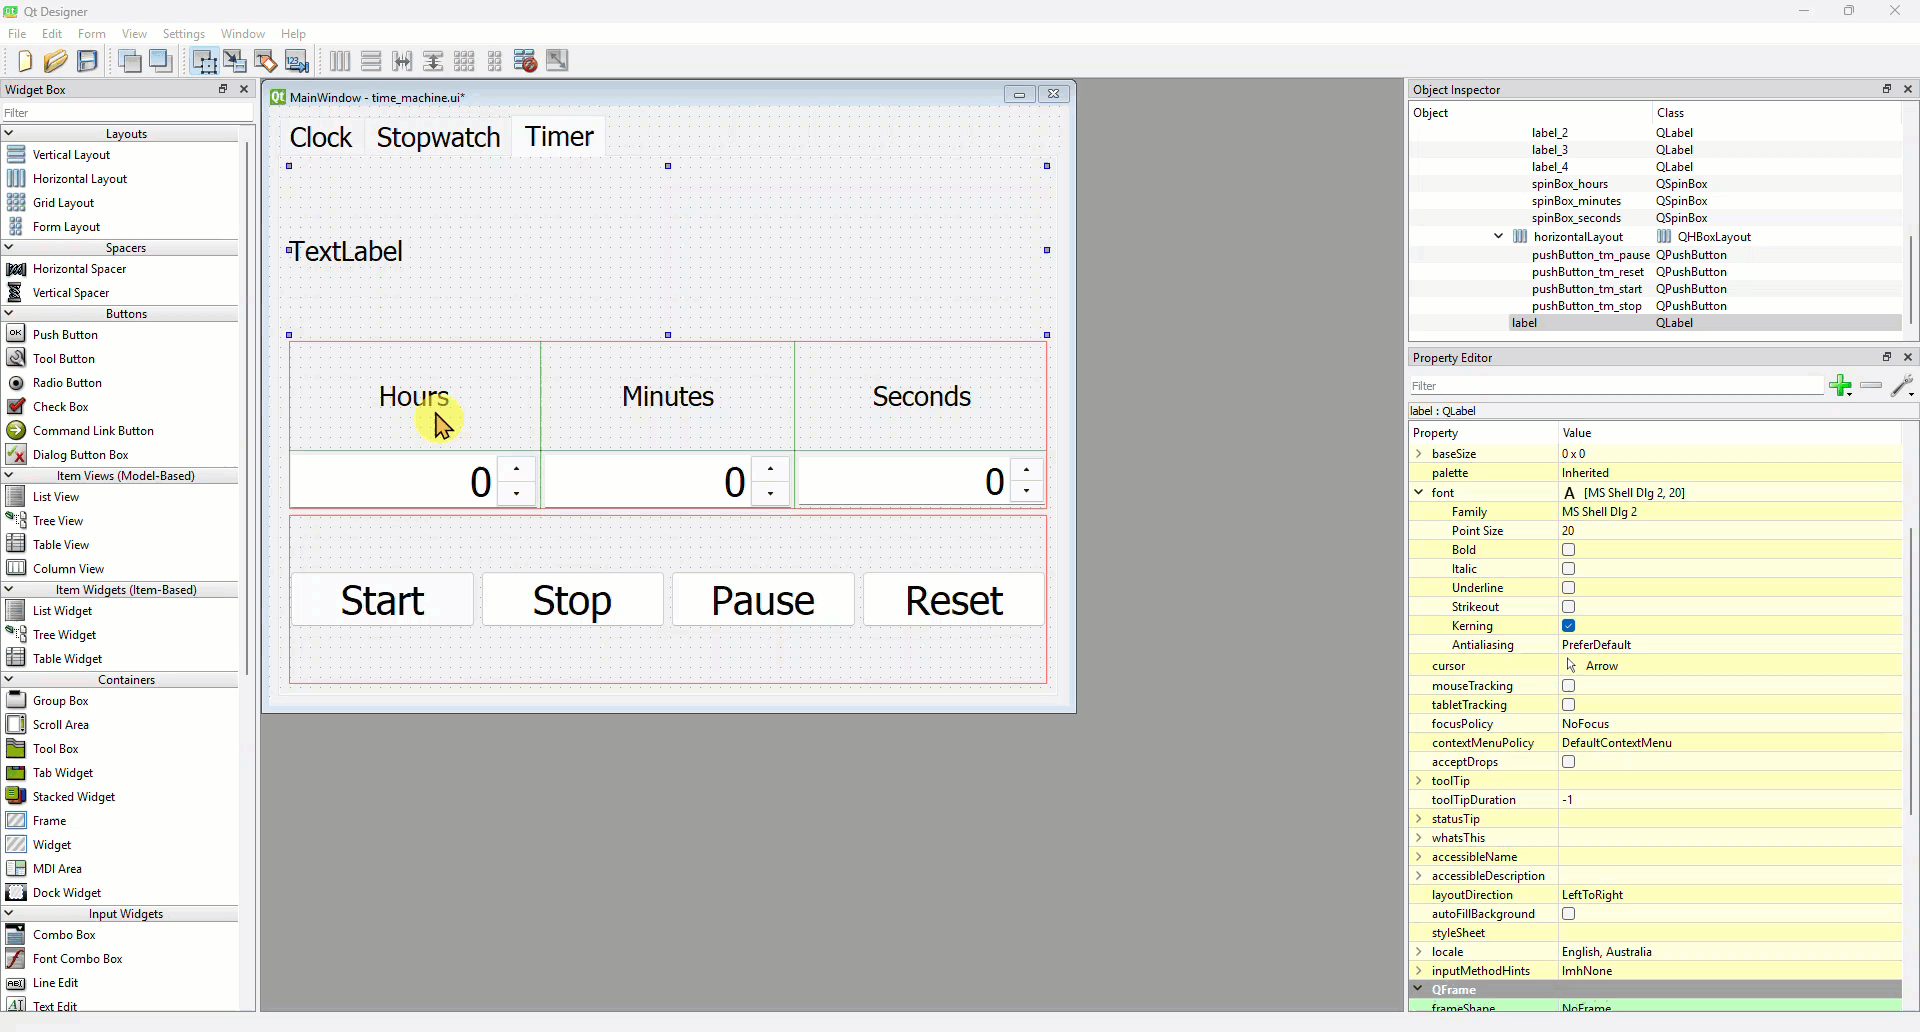 Qt Designer
File Edit Form View Settings Window Help
Widget Box
Filter
Layouts
Vertical Layout
Horizontal Layout
Grid Layout
Form Layout
Spacers
Horizontal Spacer
Vertical Spacer
Buttons
Push Button
Tool Button
Radio Button
Check Box
Command Link Button
Dialog Button Box
Item Views (Model-Based)
List View
Tree View
Table View
Column View
Item Widgets (Item-Based)
List Widget
Tree Widget
Table Widget
Containers
Group Box
Scroll Area
Tool Box
Tab Widget
Stacked Widget
Frame
Widget
MDI Area
Dock Widget
Input Widgets
Combo Box
Font Combo Box
Line Edit
Text Edit
MainWindow - time_machine.ui*
Clock Stopwatch Timer
TextLabel
Hours Minutes Seconds
0 0 0
Start Stop Pause Reset
Object Inspector
Object Class
label_2 QLabel
label_3 QLabel
label_4 QLabel
spinBox_hours QSpinBox
spinBox_minutes QSpinBox
spinBox_seconds QSpinBox
horizontalLayout QHBoxLayout
pushButton_tm_pause QPushButton
pushButton_tm_reset QPushButton
pushButton_tm_start QPushButton
pushButton_tm_stop QPushButton
label QLabel
Property Editor
Filter
label : QLabel
Property Value
baseSize 0 x 0
palette Inherited
font A [MS Shell Dlg 2, 20]
Family MS Shell Dlg 2
Point Size 20
Bold
Italic
Underline
Strikeout
Kerning
Antialiasing PreferDefault
cursor Arrow
mouseTracking
tabletTracking
focusPolicy NoFocus
contextMenuPolicy DefaultContextMenu
acceptDrops
toolTip
toolTipDuration -1
statusTip
whatsThis
accessibleName
accessibleDescription
layoutDirection LeftToRight
autoFillBackground
styleSheet
locale English, Australia
inputMethodHints ImhNone
QFrame
frameShape NoFrame